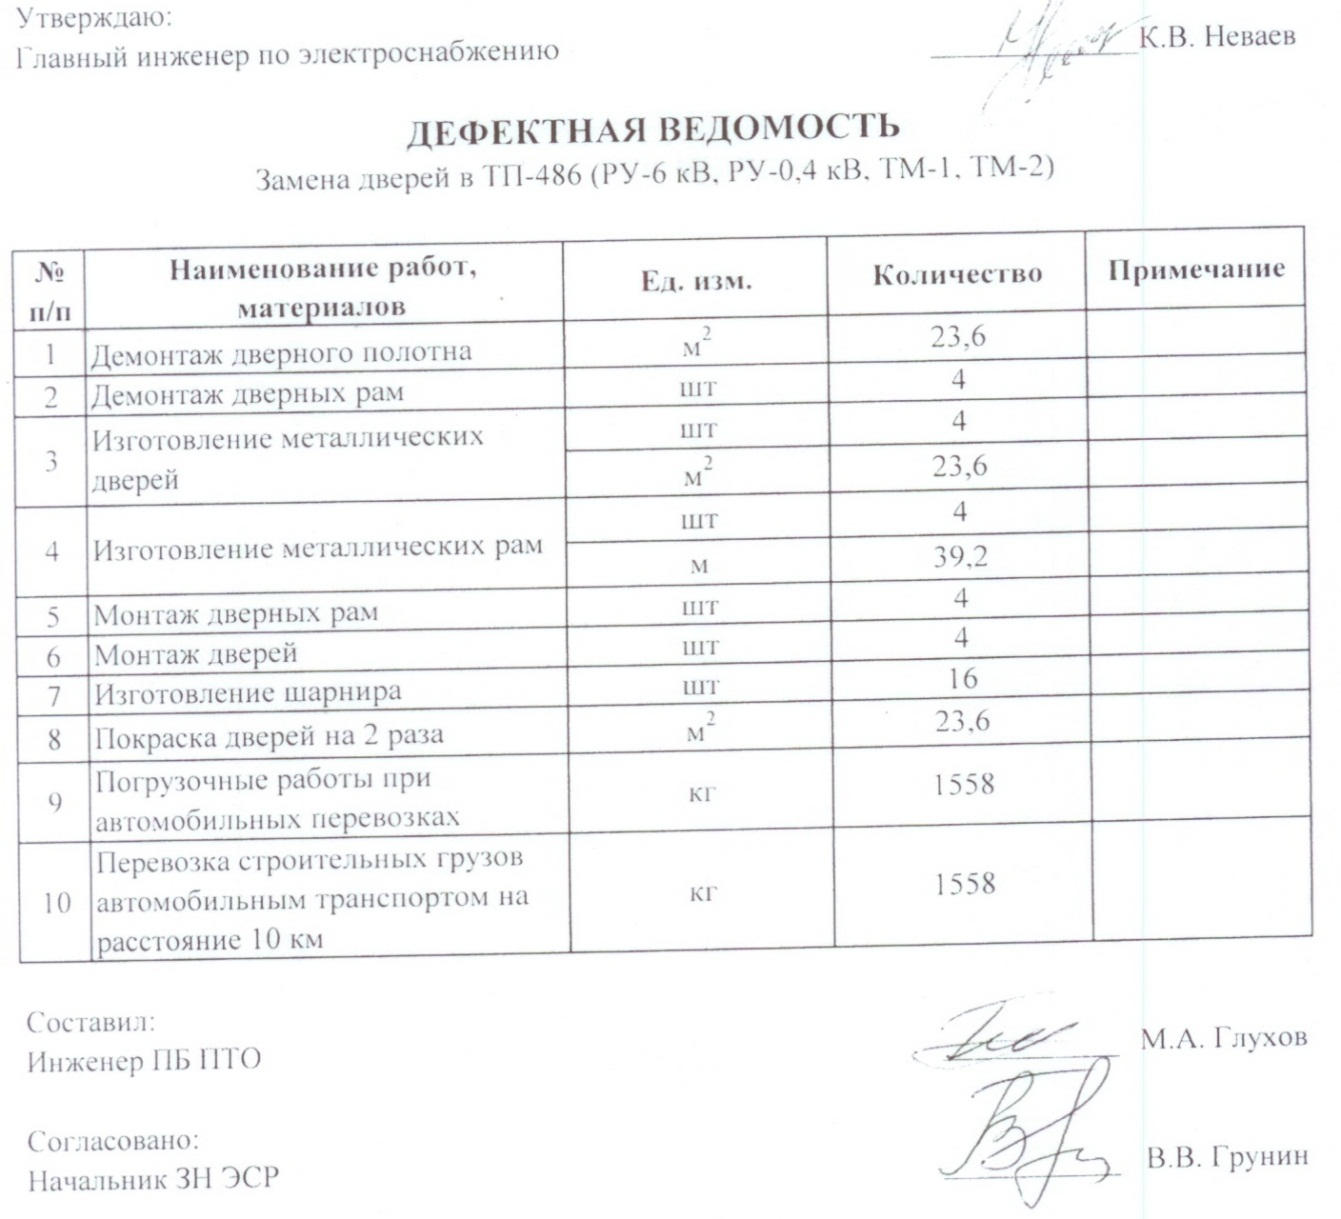 Утверждаю:
Главный инженер по электроснабжению
К.В. Неваев
ДЕФЕКТНАЯ ВЕДОМОСТЬ
Замена дверей в ТП-486 (РУ-6 кВ, РУ-0,4 кВ, ТМ-1, ТМ-2)
№ п/п Наименование работ, материалов Ед. изм. Количество Примечание
1 Демонтаж дверного полотна м² 23,6
2 Демонтаж дверных рам шт 4
3 Изготовление металлических дверей шт 4
м² 23,6
4 Изготовление металлических рам шт 4
м 39,2
5 Монтаж дверных рам шт 4
6 Монтаж дверей шт 4
7 Изготовление шарнира шт 16
8 Покраска дверей на 2 раза м² 23,6
9 Погрузочные работы при
автомобильных перевозках кг 1558
10 Перевозка строительных грузов
автомобильным транспортом на
расстояние 10 км кг 1558
Составил:
Инженер ПБ ПТО
М.А. Глухов
Согласовано:
Начальник ЗН ЭСР
В.В. Грунин